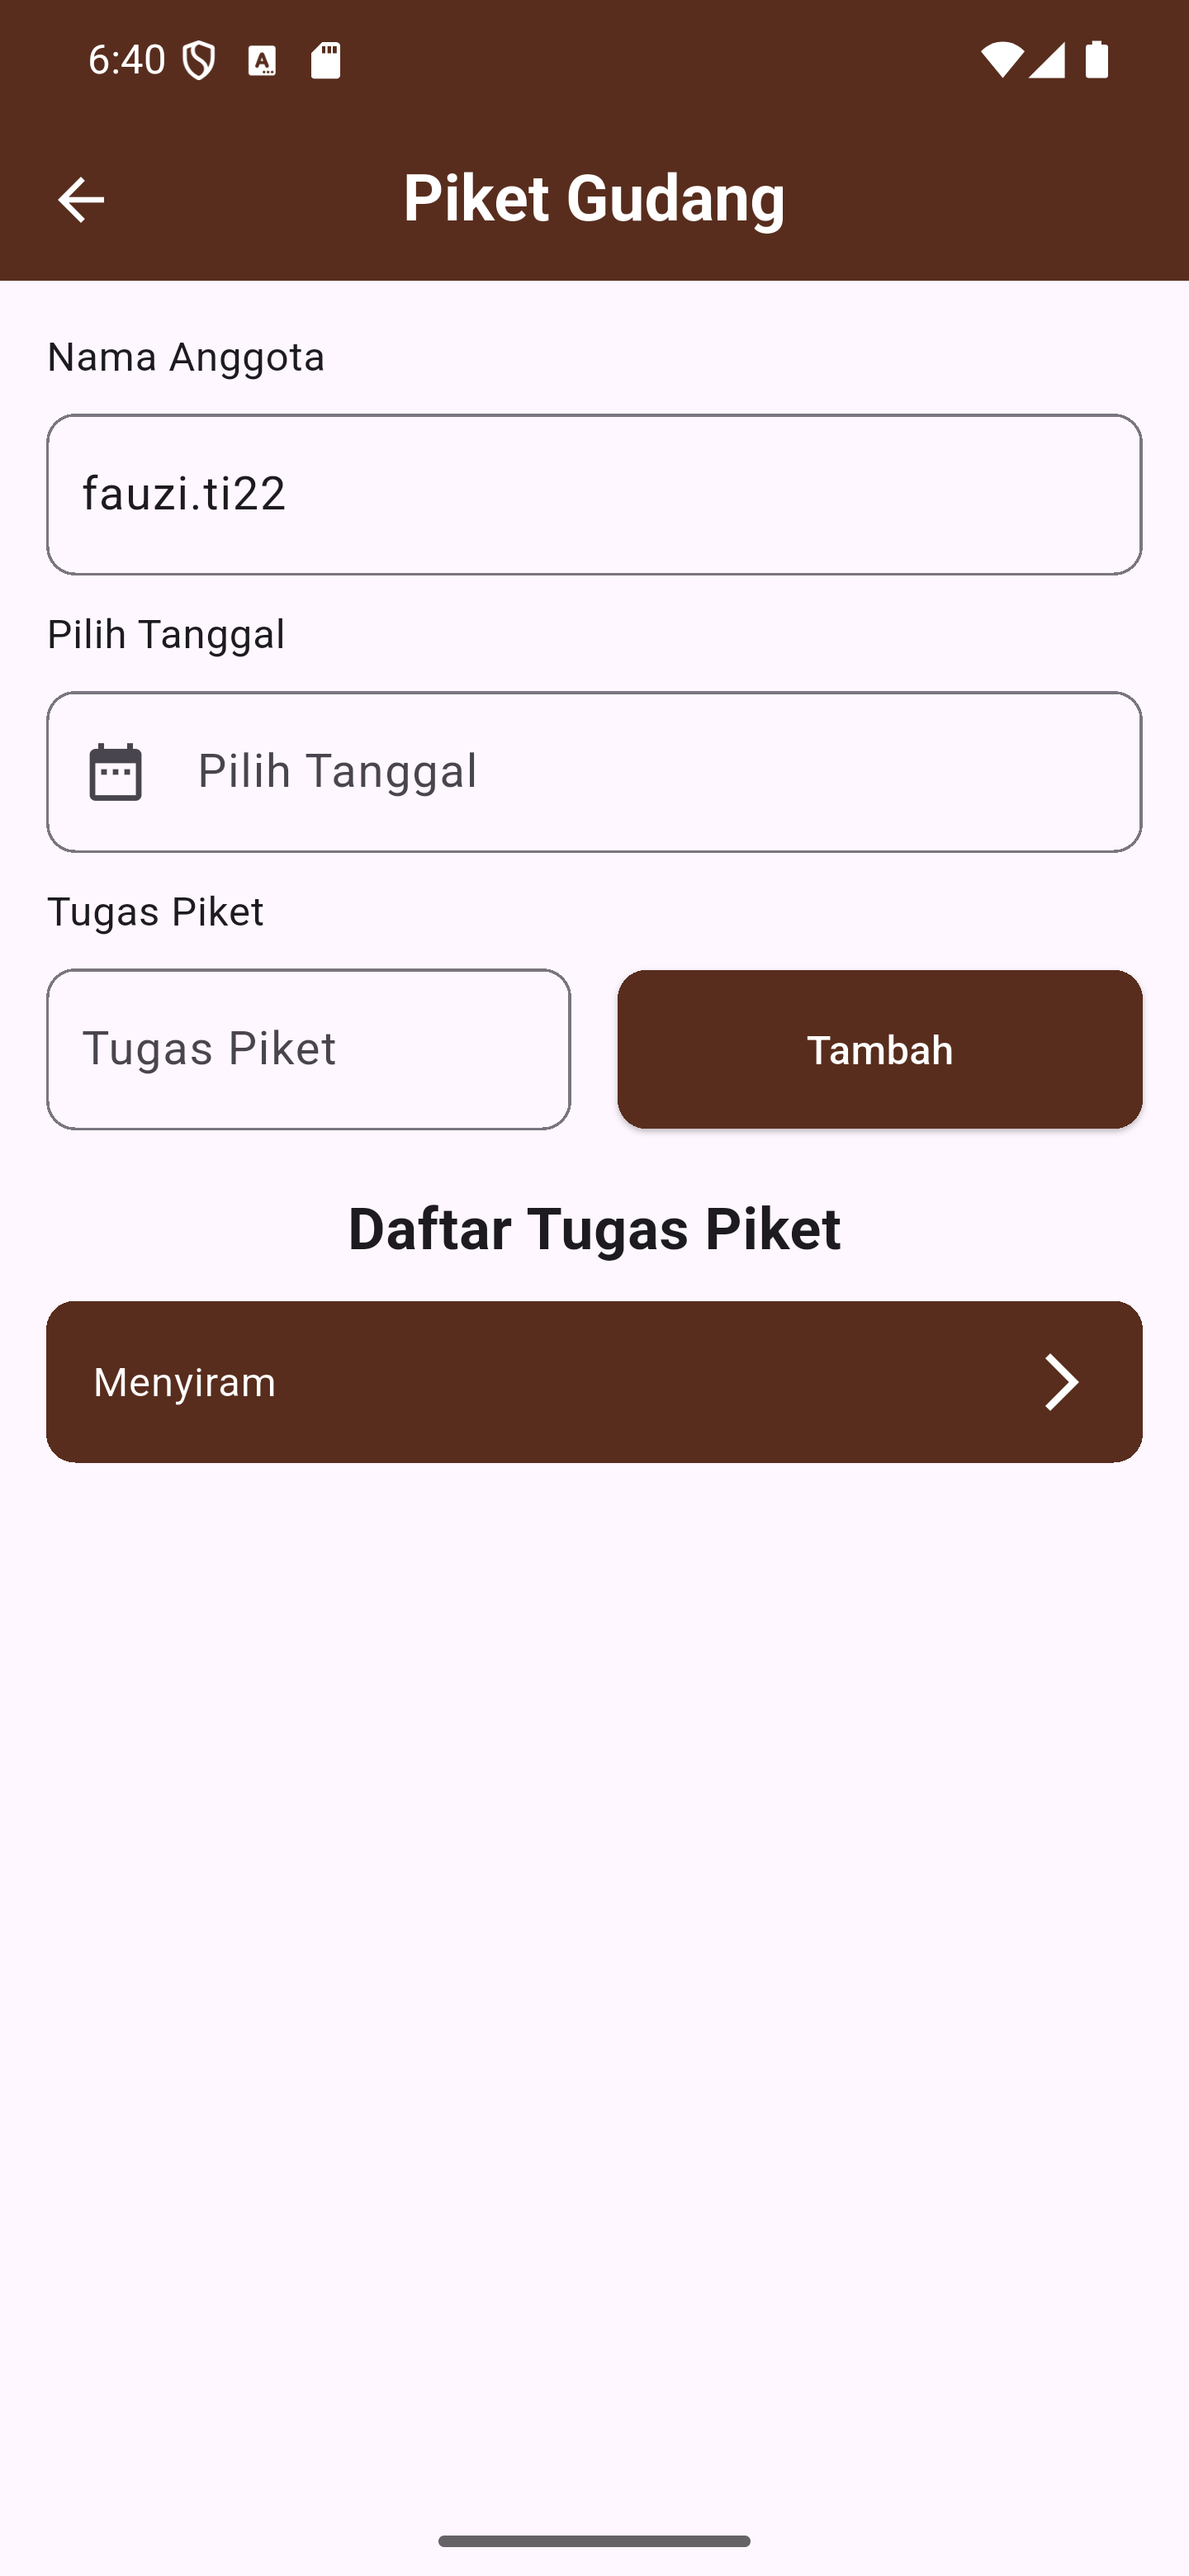 6:40
Piket Gudang
Nama Anggota
fauzi.ti22
Pilih Tanggal
Pilih Tanggal
Tugas Piket
Tugas Piket
Tambah
Daftar Tugas Piket
Menyiram